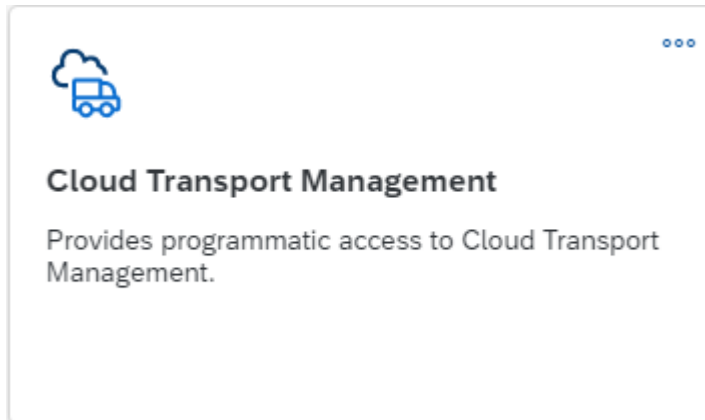 Cloud Transport Management
Provides programmatic access to Cloud Transport
Management.